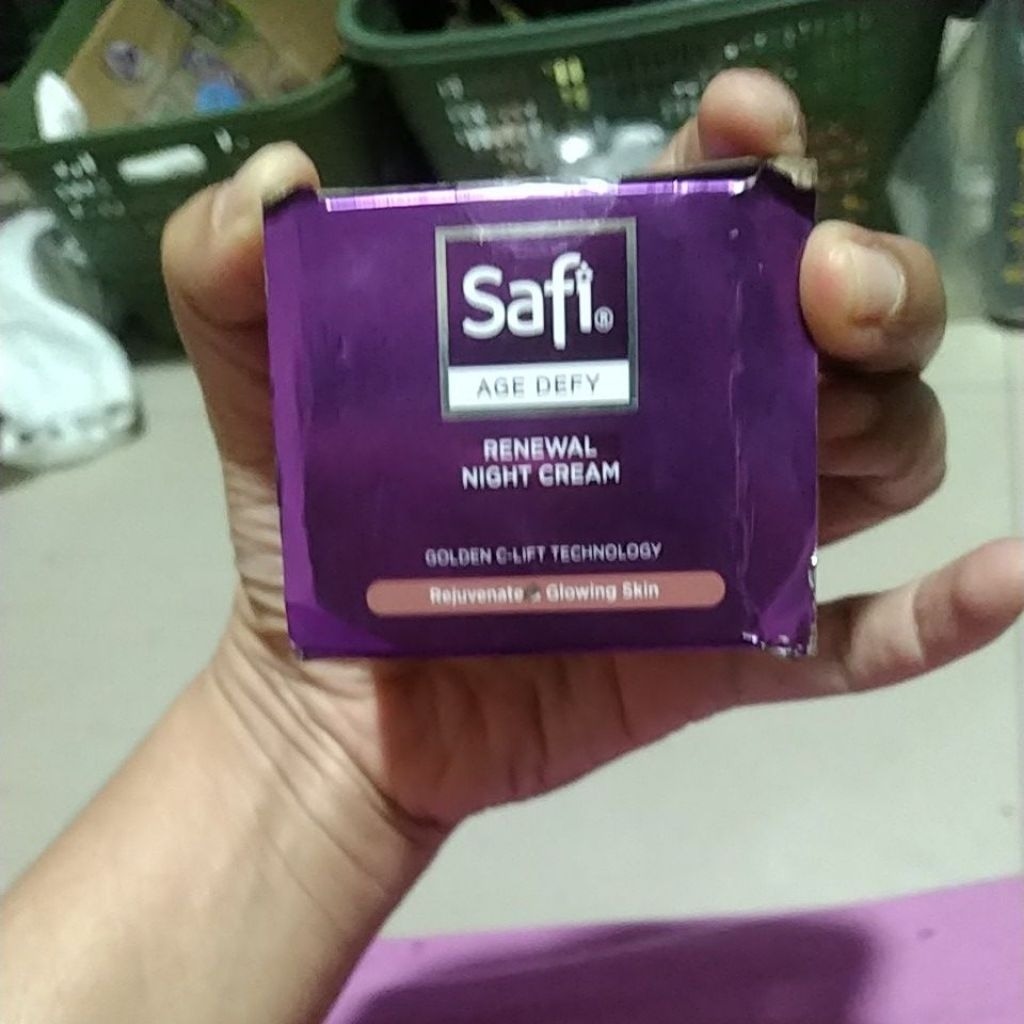 Safi®
AGE DEFY
RENEWAL
NIGHT CREAM
GOLDEN C-LIFT TECHNOLOGY
Rejuvenate & Glowing Skin